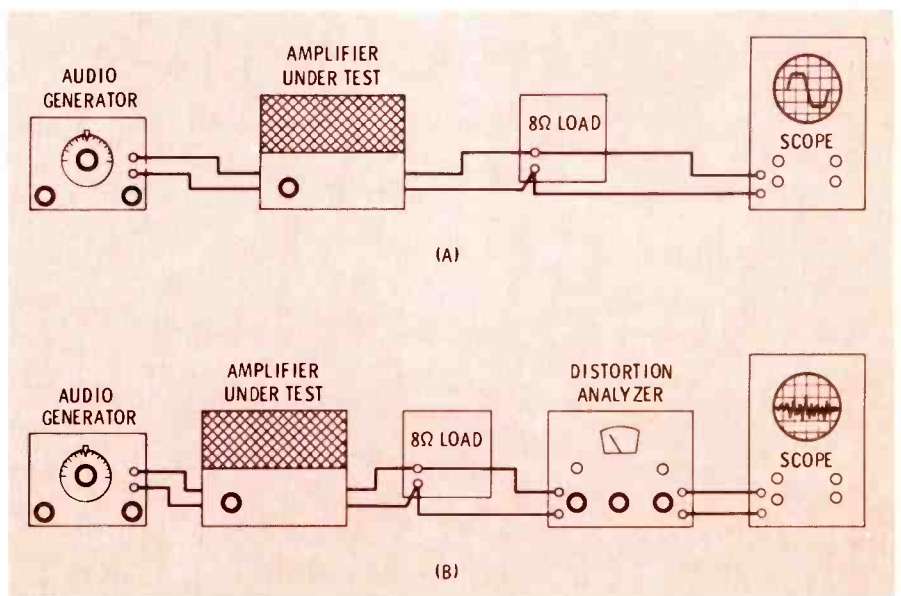 AUDIO
GENERATOR
AMPLIFIER
UNDER TEST
8Ω LOAD
SCOPE
(A)
AUDIO
GENERATOR
AMPLIFIER
UNDER TEST
8Ω LOAD
DISTORTION
ANALYZER
SCOPE
(B)